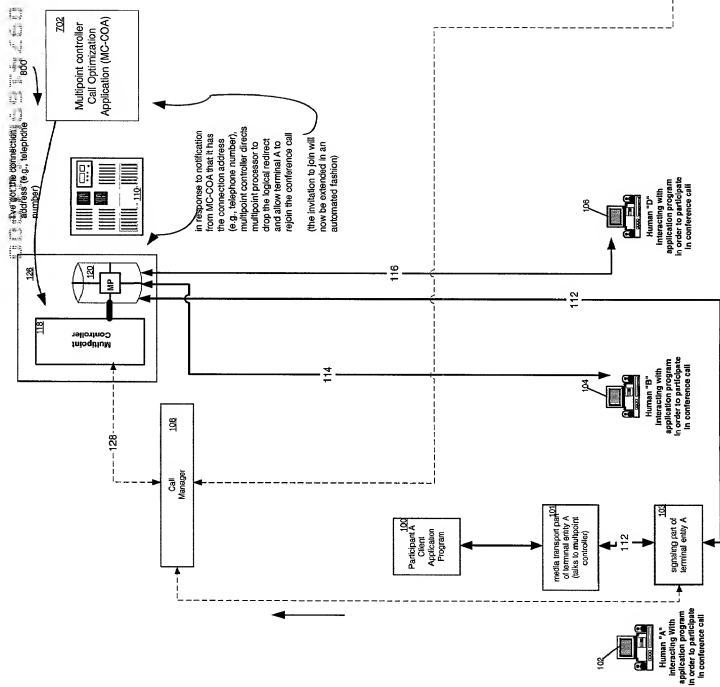 702
Multipoint controller
Call Optimization
Application (MC-COA)
800
I've got the connection
address (e.g., telephone
number)
110
in response to notification
from MC-COA that it has
the connection address
(e.g., telephone number),
multipoint controller directs
multipoint processor to
drop the logical redirect
and allow terminal A to
rejoin the conference call
(the invitation to join will
now be extended in an
automated fashion)
126
120
MP
118
Multipoint
Controller
116
112
114
128
108
Call
Manager
106
Human "D"
Interacting with
application program
in order to participate
in conference call
104
Human "B"
Interacting with
application program
in order to participate
in conference call
100
Participant A
Client
Application
Program
101
media transport part
of terminal entity A
(talks to multipoint
controller)
112
103
signaling part of
terminal entity A
102
Human "A"
Interacting With
application program
in order to participate
in conference call